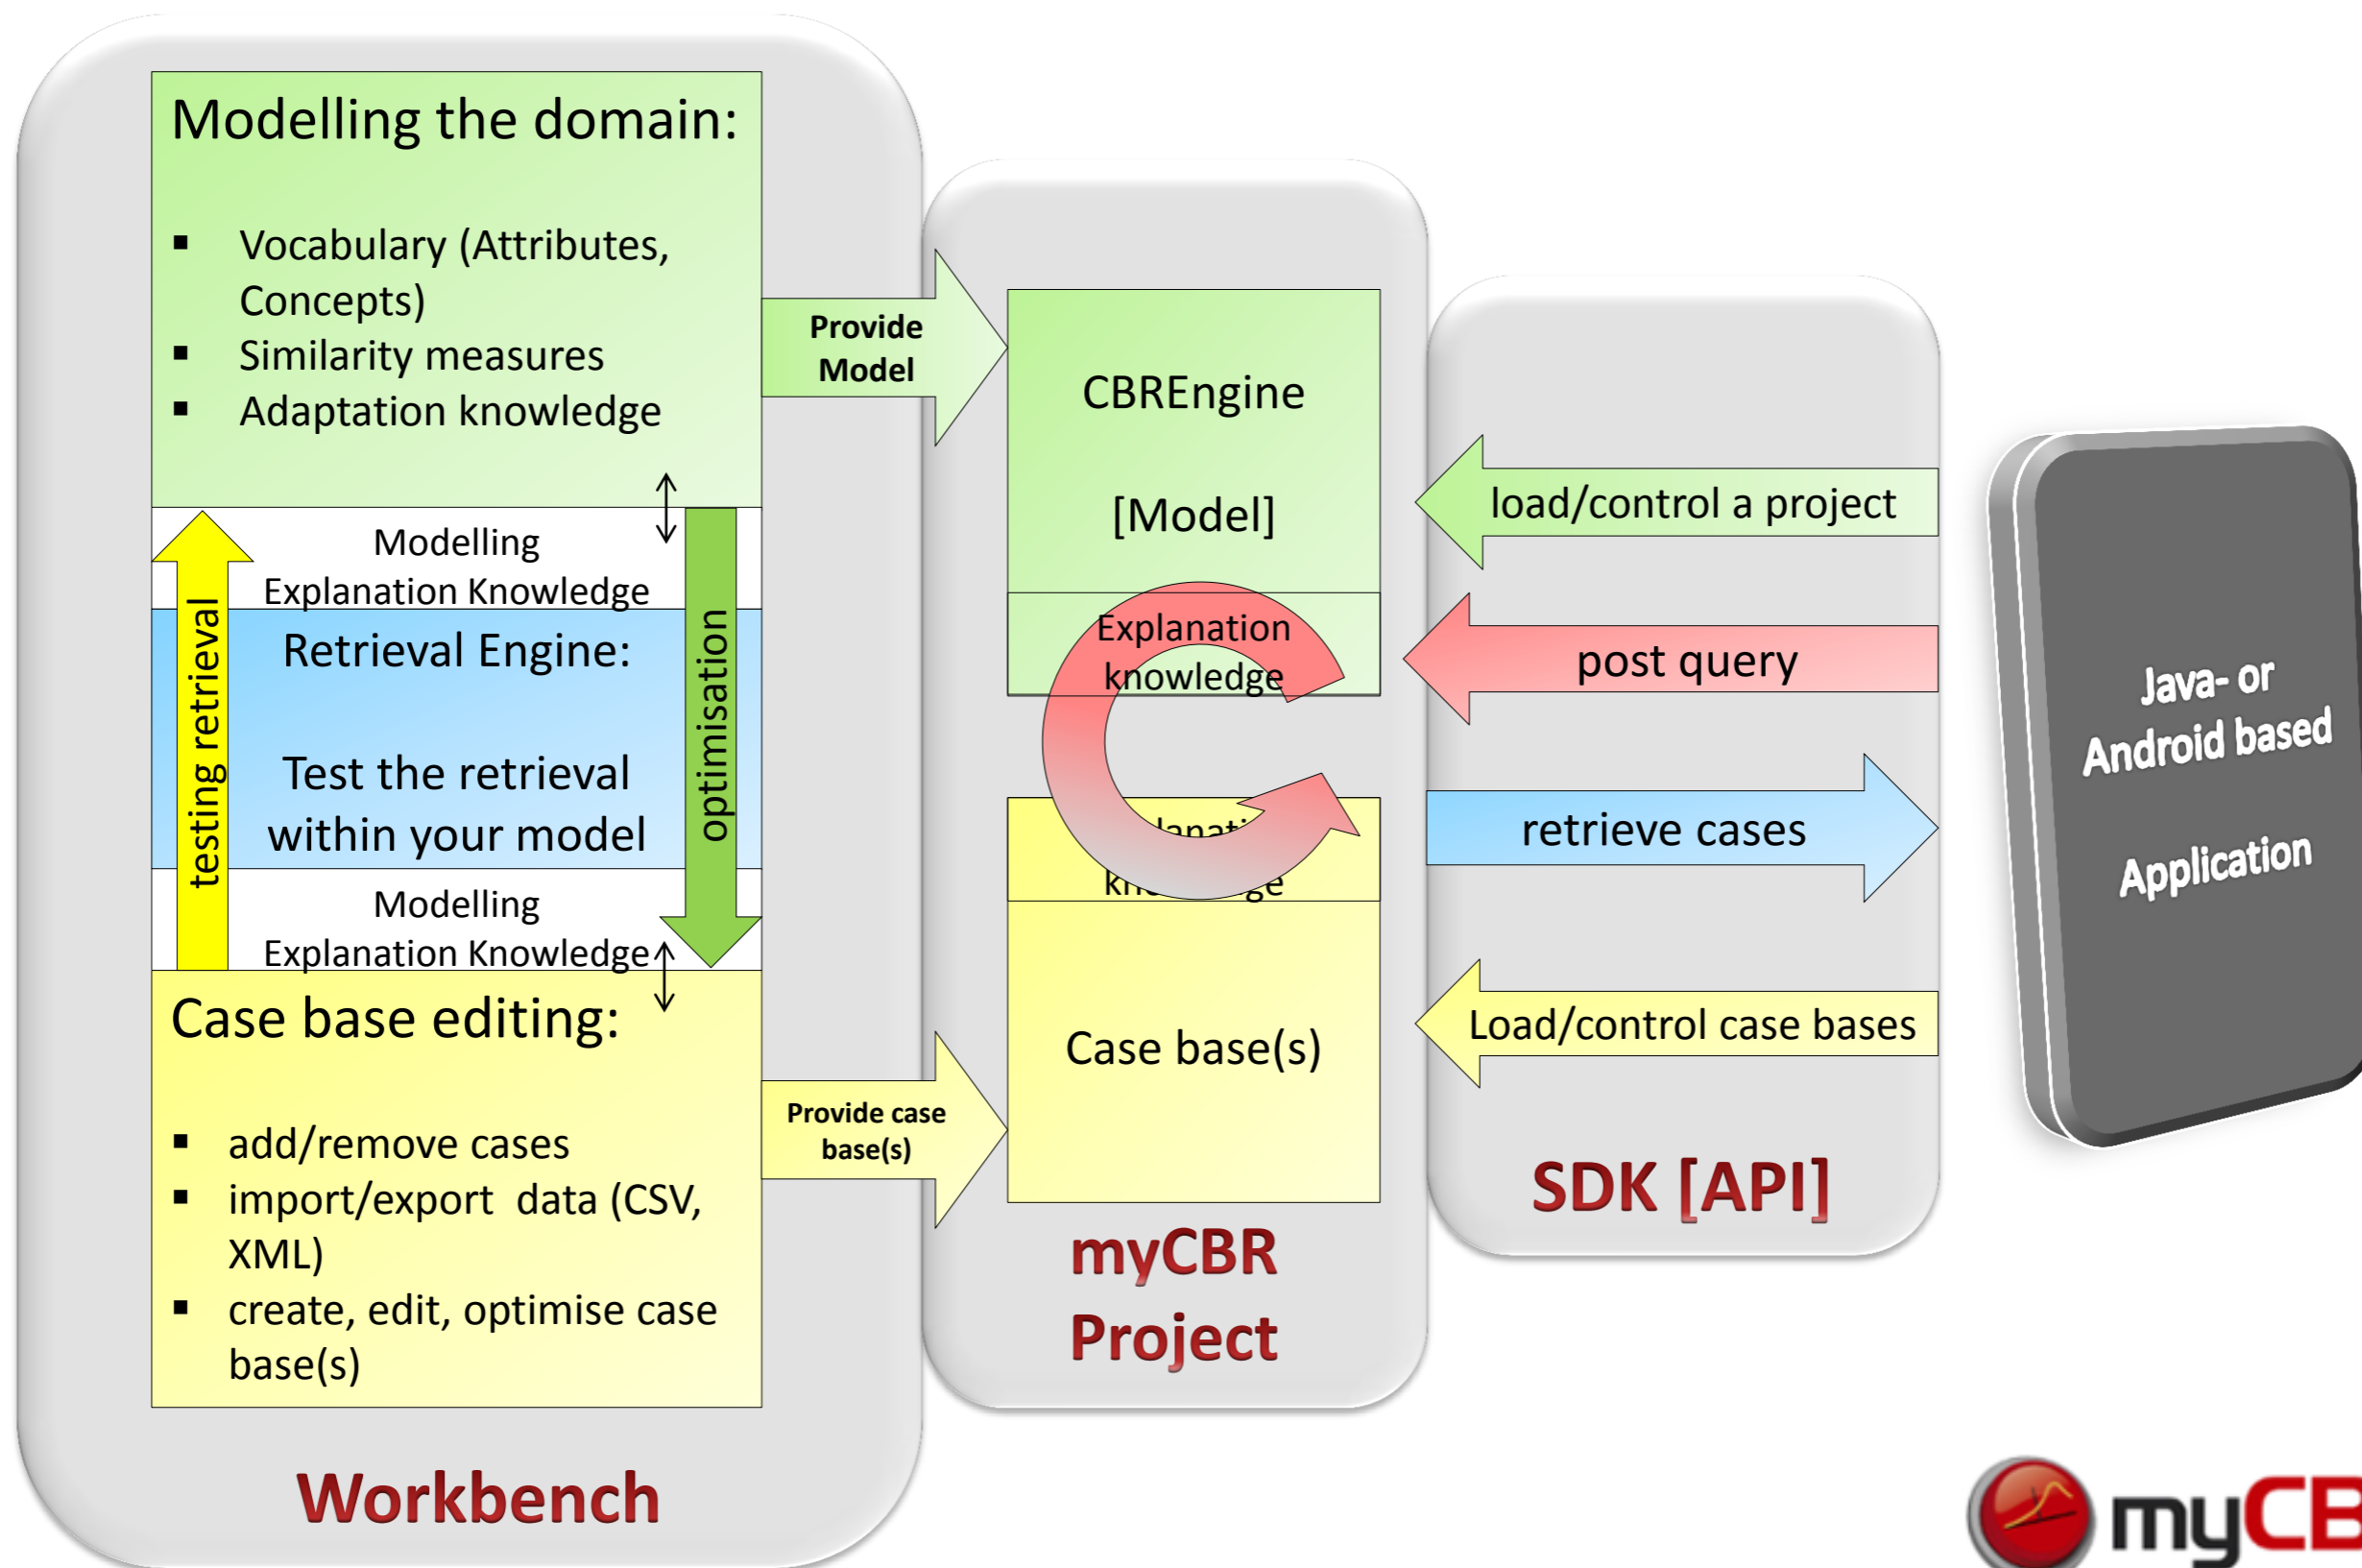 Modelling the domain:
▪ Vocabulary (Attributes,
Concepts)
▪ Similarity measures
▪ Adaptation knowledge
Modelling
Explanation Knowledge
testing retrieval
optimisation
Retrieval Engine:
Test the retrieval
within your model
Modelling
Explanation Knowledge
Case base editing:
▪ add/remove cases
▪ import/export data (CSV,
XML)
▪ create, edit, optimise case
base(s)
Workbench
Provide
Model
Provide case
base(s)
CBREngine
[Model]
Explanation
knowledge
Case base(s)
myCBR
Project
load/control a project
post query
retrieve cases
Load/control case bases
SDK [API]
Java- or
Android based
Application
myCB